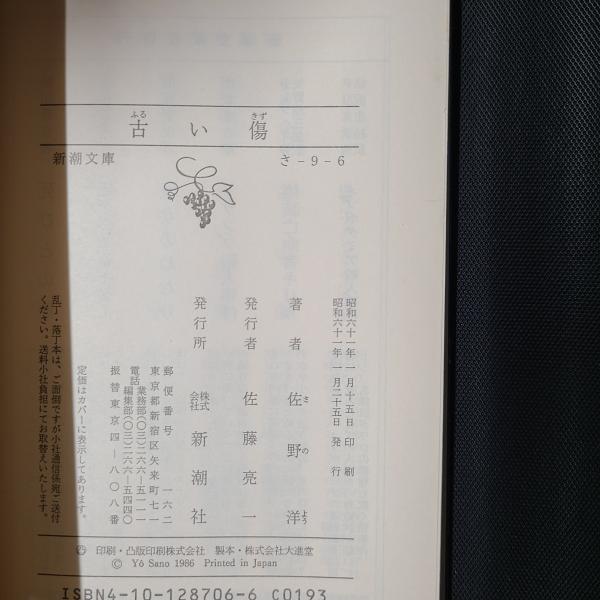 古い傷
ふる
きず
新潮文庫
さ-9-6
昭和六十一年一月十五日印刷
昭和六十一年一月二十五日発行
著者 佐野洋
さ の よう
発行者 佐藤亮一
発行所 株式会社 新潮社
郵便番号 一六二
東京都新宿区矢来町七一
電話 業務部(〇三)二六六―五一一一
編集部(〇三)二六六―五四四〇
振替東京四―八〇八番
定価はカバーに表示してあります。
乱丁・落丁本は、ご面倒ですが小社通信係宛ご送付
ください。送料小社負担にてお取替えいたします。
印刷・凸版印刷株式会社 製本・株式会社大進堂
© Yô Sano 1986 Printed in Japan
ISBN4-10-128706-6 C0193